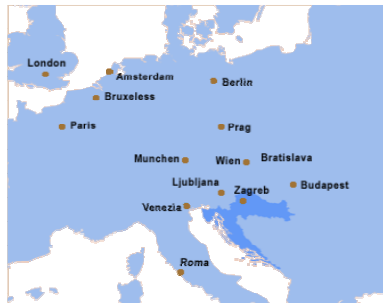 London
Amsterdam
Berlin
Bruxeless
Paris
Prag
Munchen
Wien
Bratislava
Ljubljana
Zagreb
Budapest
Venezia
Roma